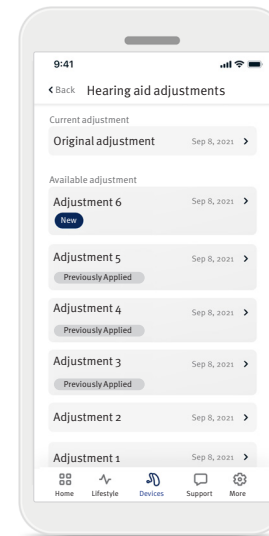 9:41
Back Hearing aid adjustments
Current adjustment
Original adjustment Sep 8, 2021
Available adjustment
Adjustment 6 Sep 8, 2021
New
Adjustment 5 Sep 8, 2021
Previously Applied
Adjustment 4 Sep 8, 2021
Previously Applied
Adjustment 3 Sep 8, 2021
Previously Applied
Adjustment 2 Sep 8, 2021
Adjustment 1 Sep 8, 2021
Home Lifestyle Devices Support More